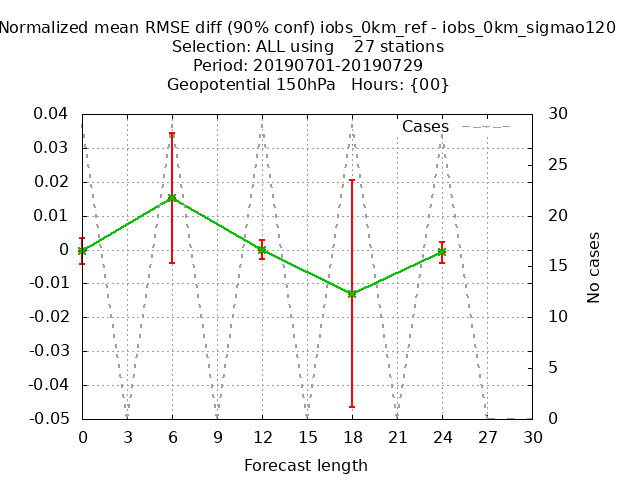 Normalized mean RMSE diff (90% conf) iobs_0km_ref - iobs_0km_sigmao120
Selection: ALL using    27 stations
Period: 20190701-20190729
Geopotential 150hPa   Hours: {00}
Cases
0.04
0.03
0.02
0.01
0
-0.01
-0.02
-0.03
-0.04
-0.05
30
25
20
15
10
5
0
No cases
0 3 6 9 12 15 18 21 24 27 30
Forecast length